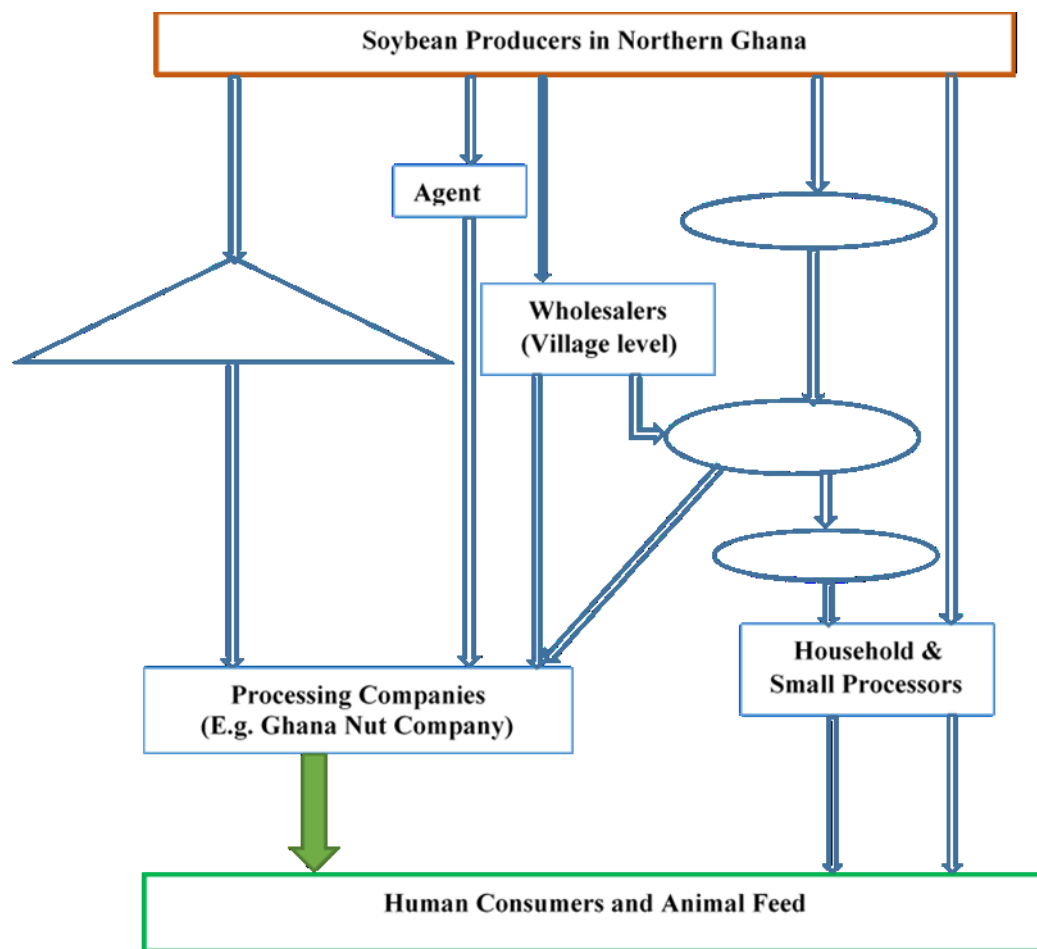 Soybean Producers in Northern Ghana
Agent
Wholesalers
(Village level)
Household &
Small Processors
Processing Companies
(E.g. Ghana Nut Company)
Human Consumers and Animal Feed